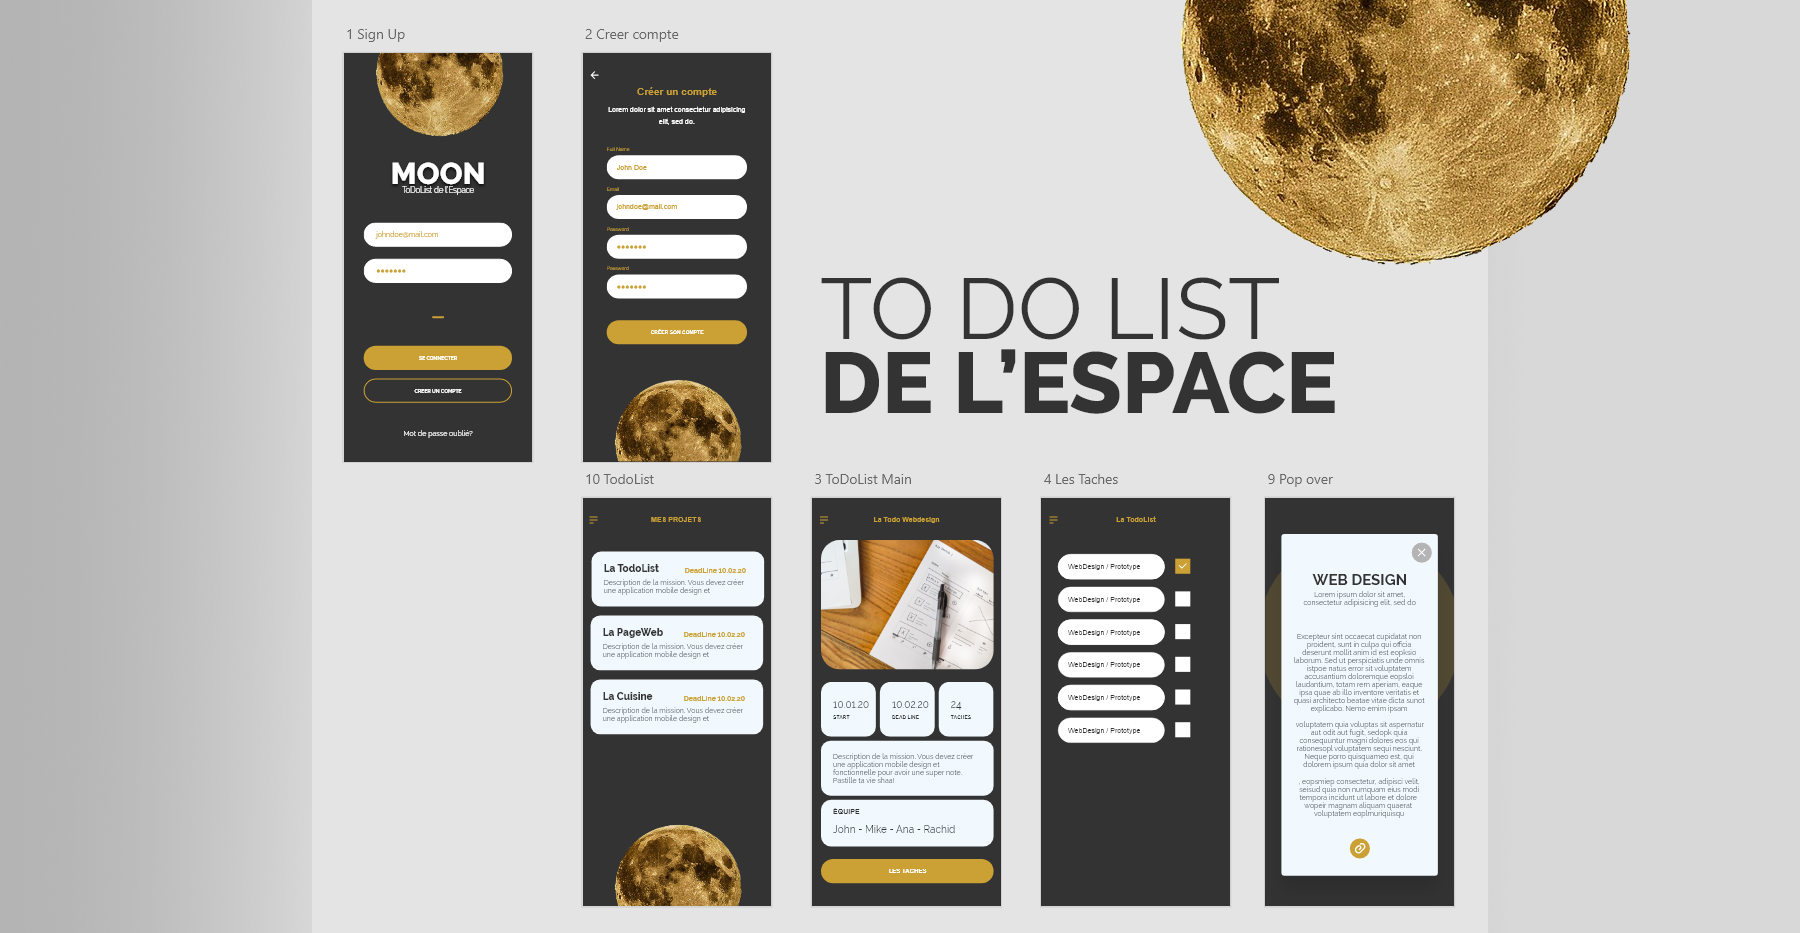 1 Sign Up
MOON
ToDoList de l'Espace
johndoe@mail.com
SE CONNECTER
CREER UN COMPTE
Mot de passe oublié?
2 Creer compte
Créer un compte
Lorem dolor sit amet consectetur adipisicing
elit, sed do.
Full Name
John Doe
Email
johndoe@mail.com
Password
Password
CRÉER SON COMPTE
TO DO LIST
DE L'ESPACE
10 TodoList
MES PROJETS
La TodoList
DeadLine 10.02.20
Description de la mission. Vous devez créer
une application mobile design et
La PageWeb
DeadLine 10.02.20
Description de la mission. Vous devez créer
une application mobile design et
La Cuisine
DeadLine 10.02.20
Description de la mission. Vous devez créer
une application mobile design et
3 ToDoList Main
La Todo Webdesign
10.01.20
START
10.02.20
DEAD LINE
24
TACHES
Description de la mission. Vous devez créer
une application mobile design et
fonctionnelle pour avoir une super note.
Pastille ta vie shaa!
ÉQUIPE
John - Mike - Ana - Rachid
LES TACHES
4 Les Taches
La TodoList
WebDesign / Prototype
WebDesign / Prototype
WebDesign / Prototype
WebDesign / Prototype
WebDesign / Prototype
WebDesign / Prototype
9 Pop over
WEB DESIGN
Lorem ipsum dolor sit amet,
consectetur adipisicing elit, sed do
Excepteur sint occaecat cupidatat non
proident, sunt in culpa qui officia
deserunt mollit anim id est eopksio
laborum. Sed ut perspiciatis unde omnis
istpoe natus error sit voluptatem
accusantium doloremque eopsloi
laudantium, totam rem aperiam, eaque
ipsa quae ab illo inventore veritatis et
quasi architecto beatae vitae dicta sunot
explicabo. Nemo ernim ipsam
voluptatem quia voluptas sit aspernatur
aut odit aut fugit, sedopk quia
consequuntur magni dolores eos qui
rationesopl voluptatem sequi nesciunt.
Neque porro quisquameo est, qui
dolorem ipsum quia dolor sit amet
, eopsmiep consectetur, adipisci velit,
seisud quia non numquam eius modi
tempora incidunt ut labore et dolore
wopeir magnam aliquam quaerat
voluptatem eoplmuriquisqu